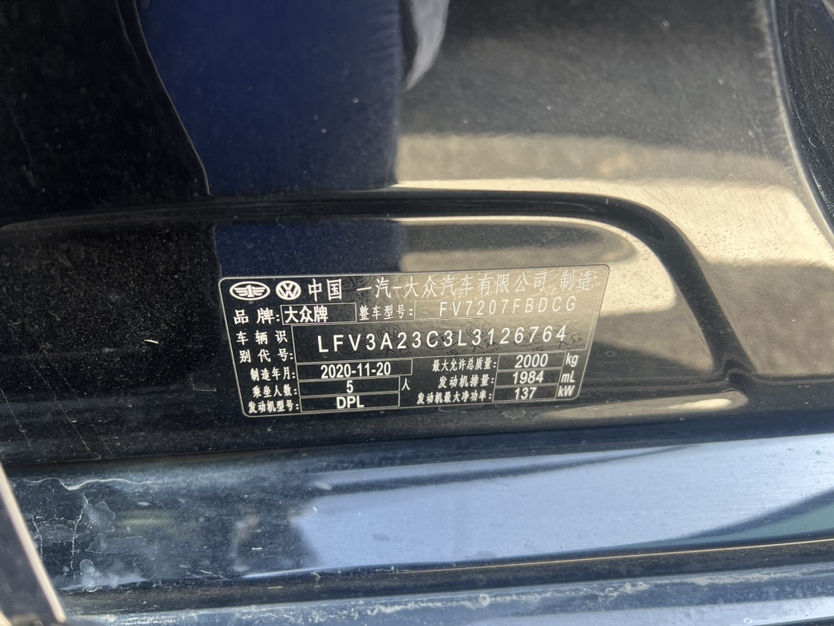 中国 一汽-大众汽车有限公司 制造
品牌: 大众牌 整车型号: FV7207FBDCG
车辆识别代号: LFV3A23C3L3126764
制造年月: 2020-11-20 最大允许总质量: 2000 kg
乘坐人数: 5 人 发动机排量: 1984 mL
发动机型号: DPL 发动机最大净功率: 137 kW